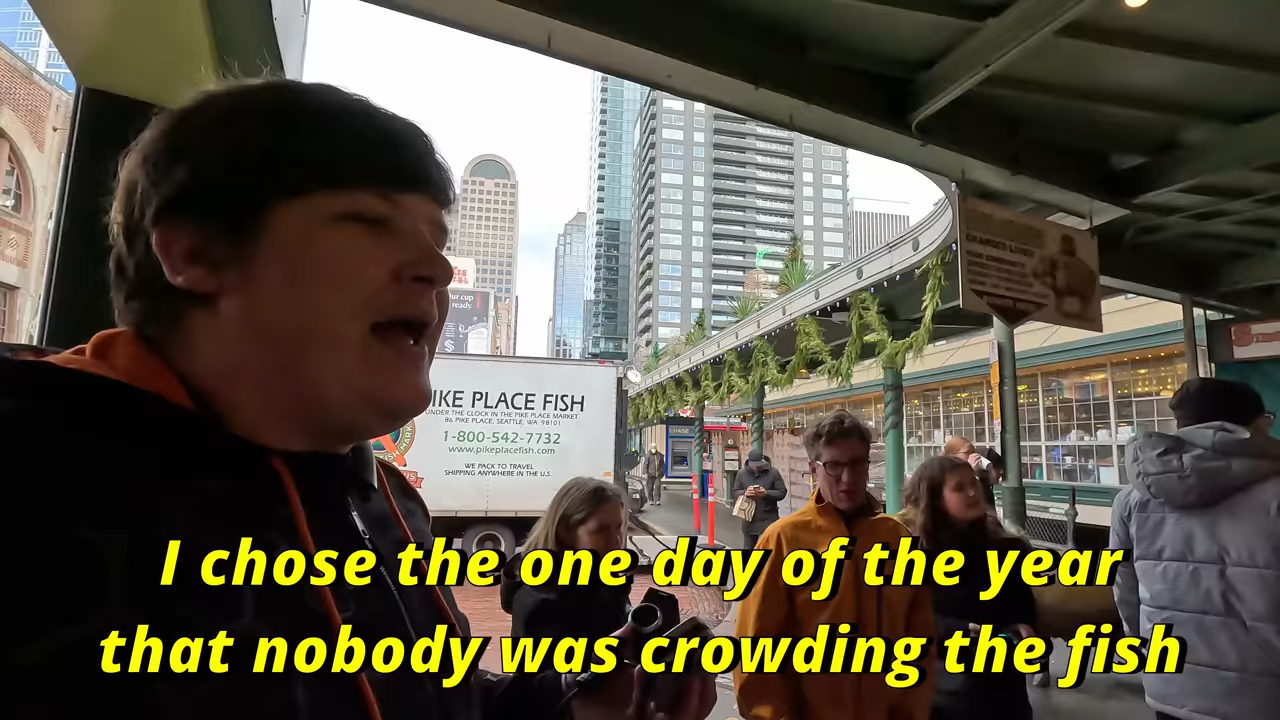 PIKE PLACE FISH
UNDER THE CLOCK IN THE PIKE PLACE MARKET
86 PIKE PLACE, SEATTLE, WA 98101
1-800-542-7732
www.pikeplacefish.com
WE PACK TO TRAVEL
SHIPPING ANYWHERE IN THE U.S.
CHASE
I chose the one day of the year
that nobody was crowding the fish